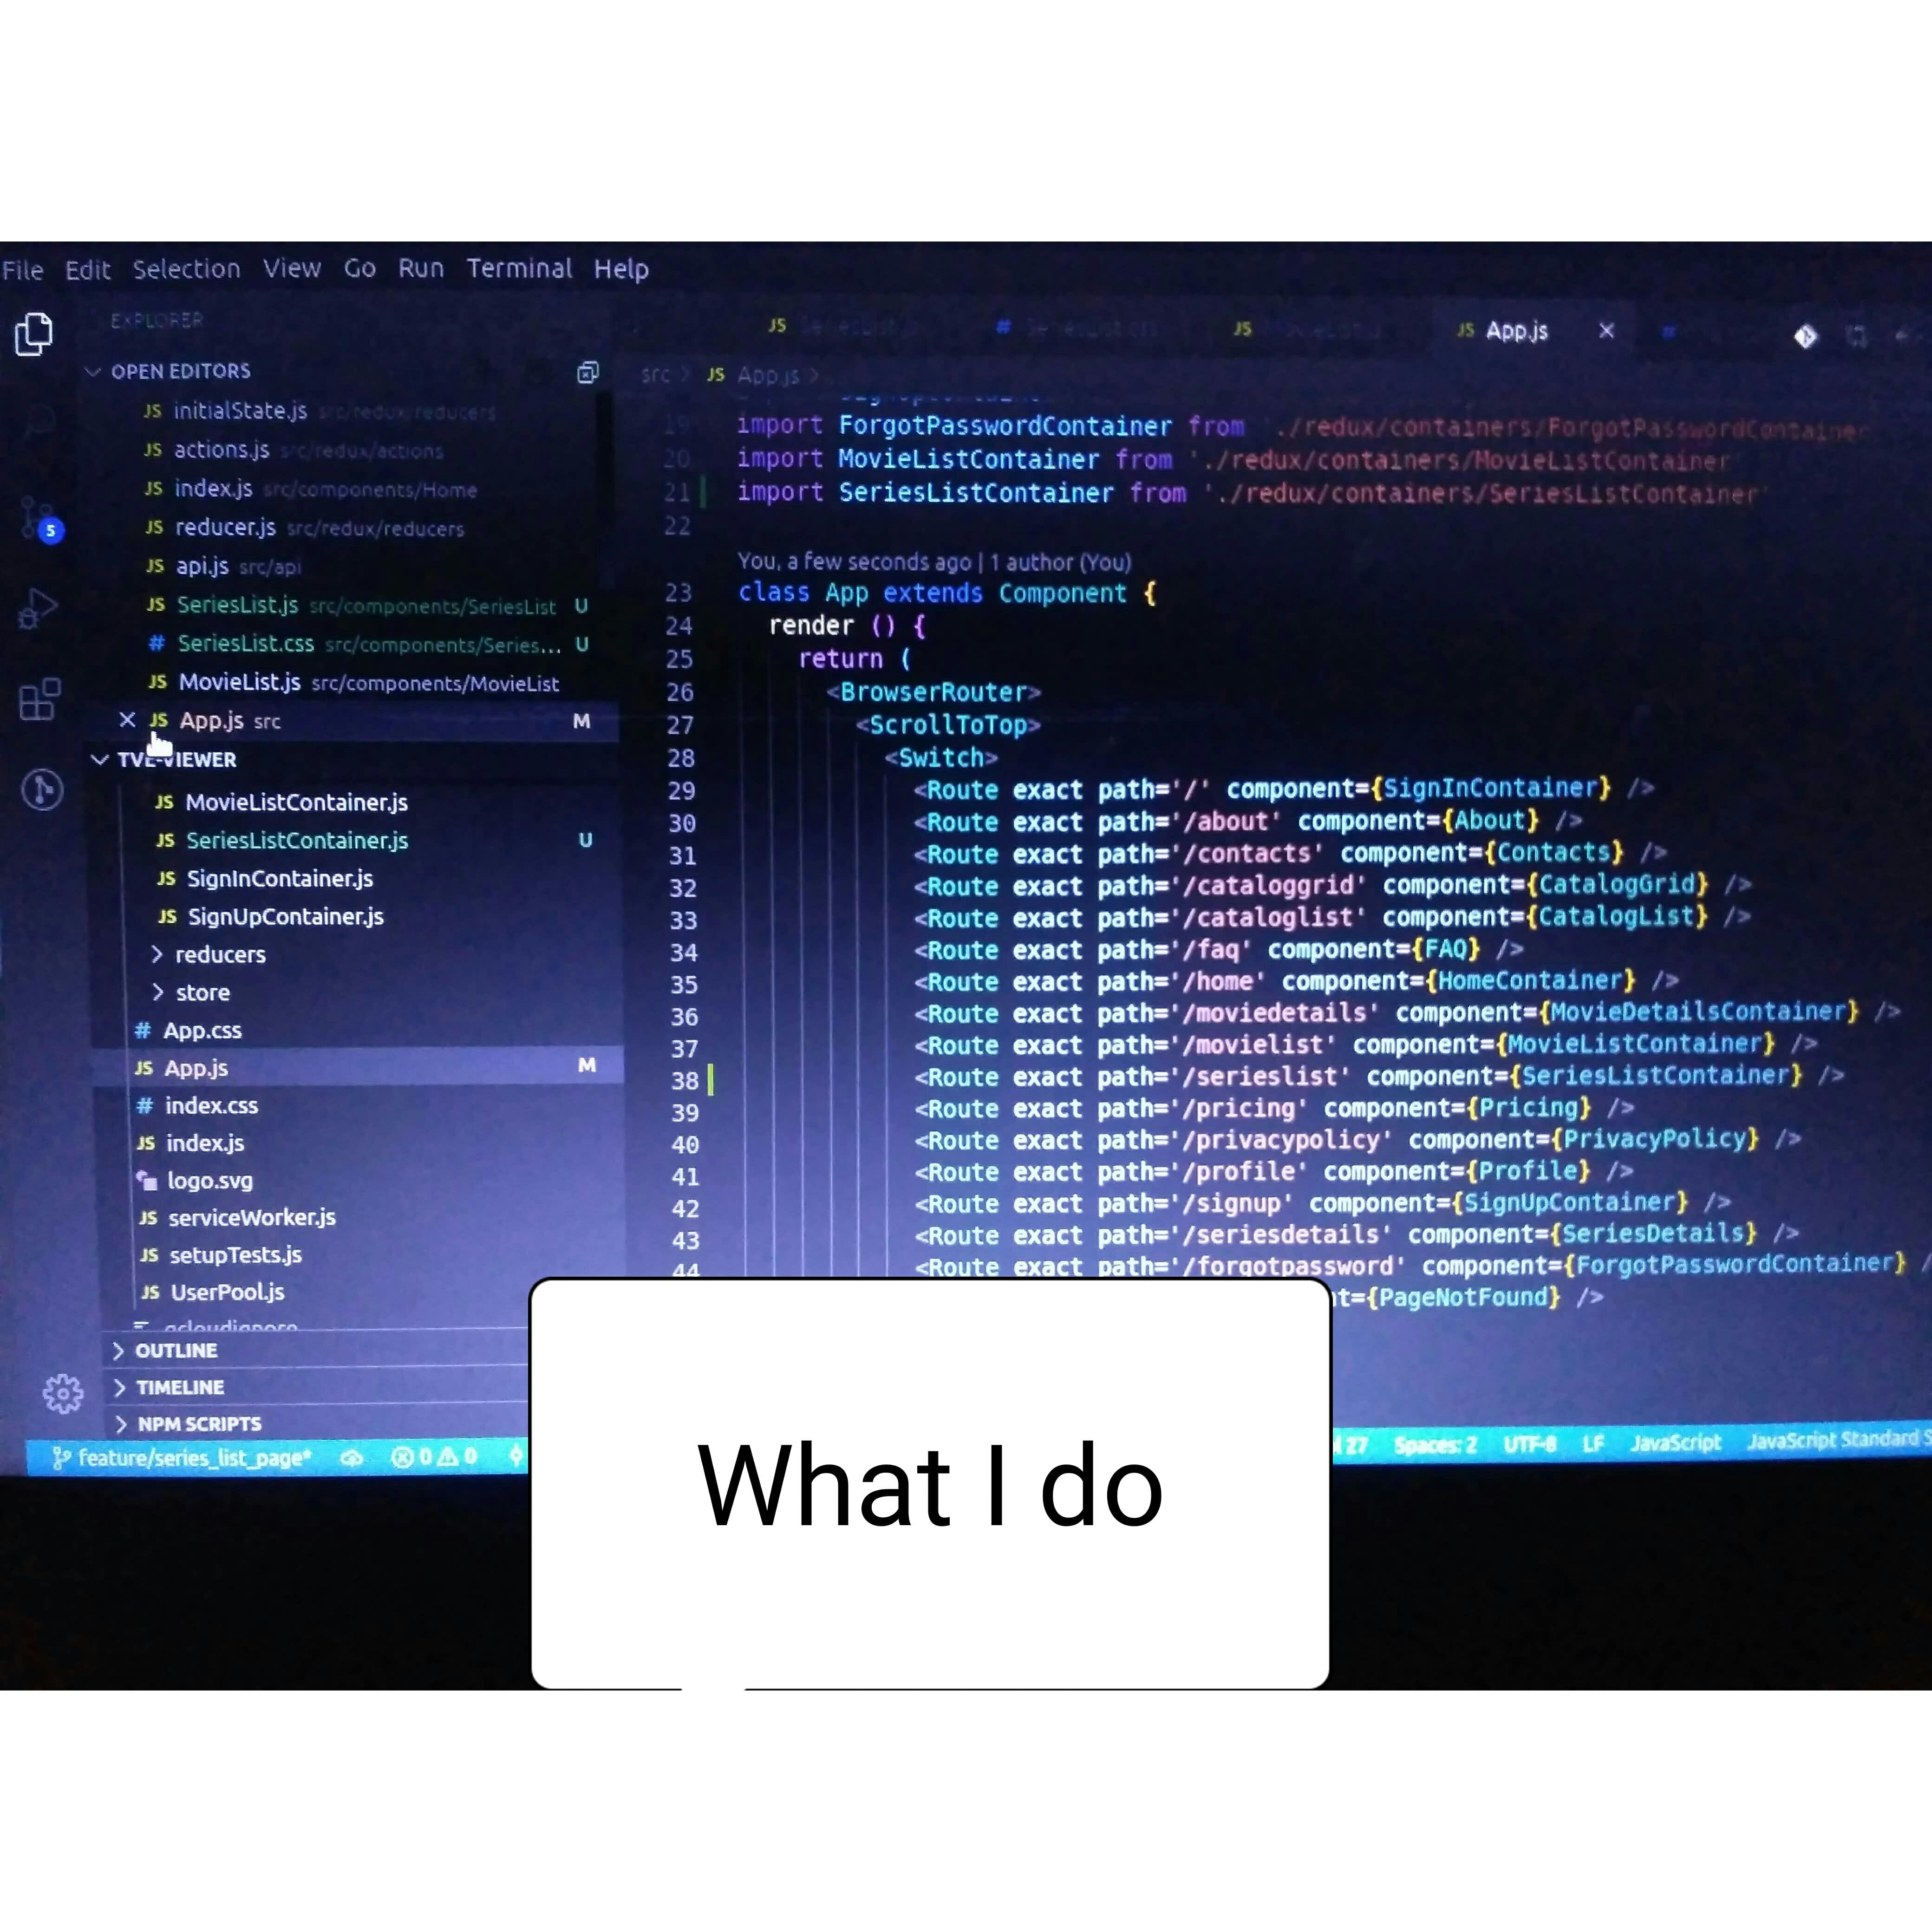 File Edit Selection View Go Run Terminal Help
EXPLORER
OPEN EDITORS
JS initialState.js src/redux/reducers
JS actions.js src/redux/actions
JS index.js src/components/Home
JS reducer.js src/redux/reducers
JS api.js src/api
JS SeriesList.js src/components/SeriesList U
# SeriesList.css src/components/Series... U
JS MovieList.js src/components/MovieList
JS App.js src M
TVE-VIEWER
JS MovieListContainer.js
JS SeriesListContainer.js U
JS SignInContainer.js
JS SignUpContainer.js
reducers
store
# App.css
JS App.js M
# index.css
JS index.js
logo.svg
JS serviceWorker.js
JS setupTests.js
JS UserPool.js
OUTLINE
TIMELINE
NPM SCRIPTS
5
JS SeriesList.js # SeriesList.css JS MovieList.js JS App.js #
src > JS App.js >
19 import ForgotPasswordContainer from './redux/containers/ForgotPasswordContainer
20 import MovieListContainer from './redux/containers/MovieListContainer'
21 import SeriesListContainer from './redux/containers/SeriesListContainer'
22
You, a few seconds ago | 1 author (You)
23 class App extends Component {
24 render () {
25 return (
26 <BrowserRouter>
27 <ScrollToTop>
28 <Switch>
29 <Route exact path='/' component={SignInContainer} />
30 <Route exact path='/about' component={About} />
31 <Route exact path='/contacts' component={Contacts} />
32 <Route exact path='/cataloggrid' component={CatalogGrid} />
33 <Route exact path='/cataloglist' component={CatalogList} />
34 <Route exact path='/faq' component={FAQ} />
35 <Route exact path='/home' component={HomeContainer} />
36 <Route exact path='/moviedetails' component={MovieDetailsContainer} />
37 <Route exact path='/movielist' component={MovieListContainer} />
38 <Route exact path='/serieslist' component={SeriesListContainer} />
39 <Route exact path='/pricing' component={Pricing} />
40 <Route exact path='/privacypolicy' component={PrivacyPolicy} />
41 <Route exact path='/profile' component={Profile} />
42 <Route exact path='/signup' component={SignUpContainer} />
43 <Route exact path='/seriesdetails' component={SeriesDetails} />
44 <Route exact path='/forgotpassword' component={ForgotPasswordContainer} /
t={PageNotFound} />
feature/series_list_page* 0 0 27 Spaces: 2 UTF-8 LF JavaScript JavaScript Standard S
What I do